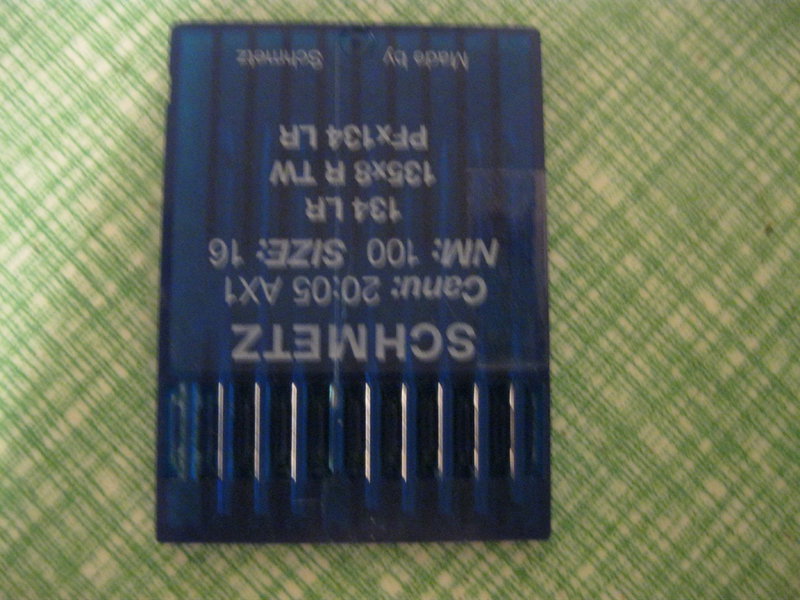 SCHMETZ
Canu: 20:05 AX1
NM: 100 SIZE: 16
134 LR
135x8 R TW
PFx134 LR
Made by Schmetz